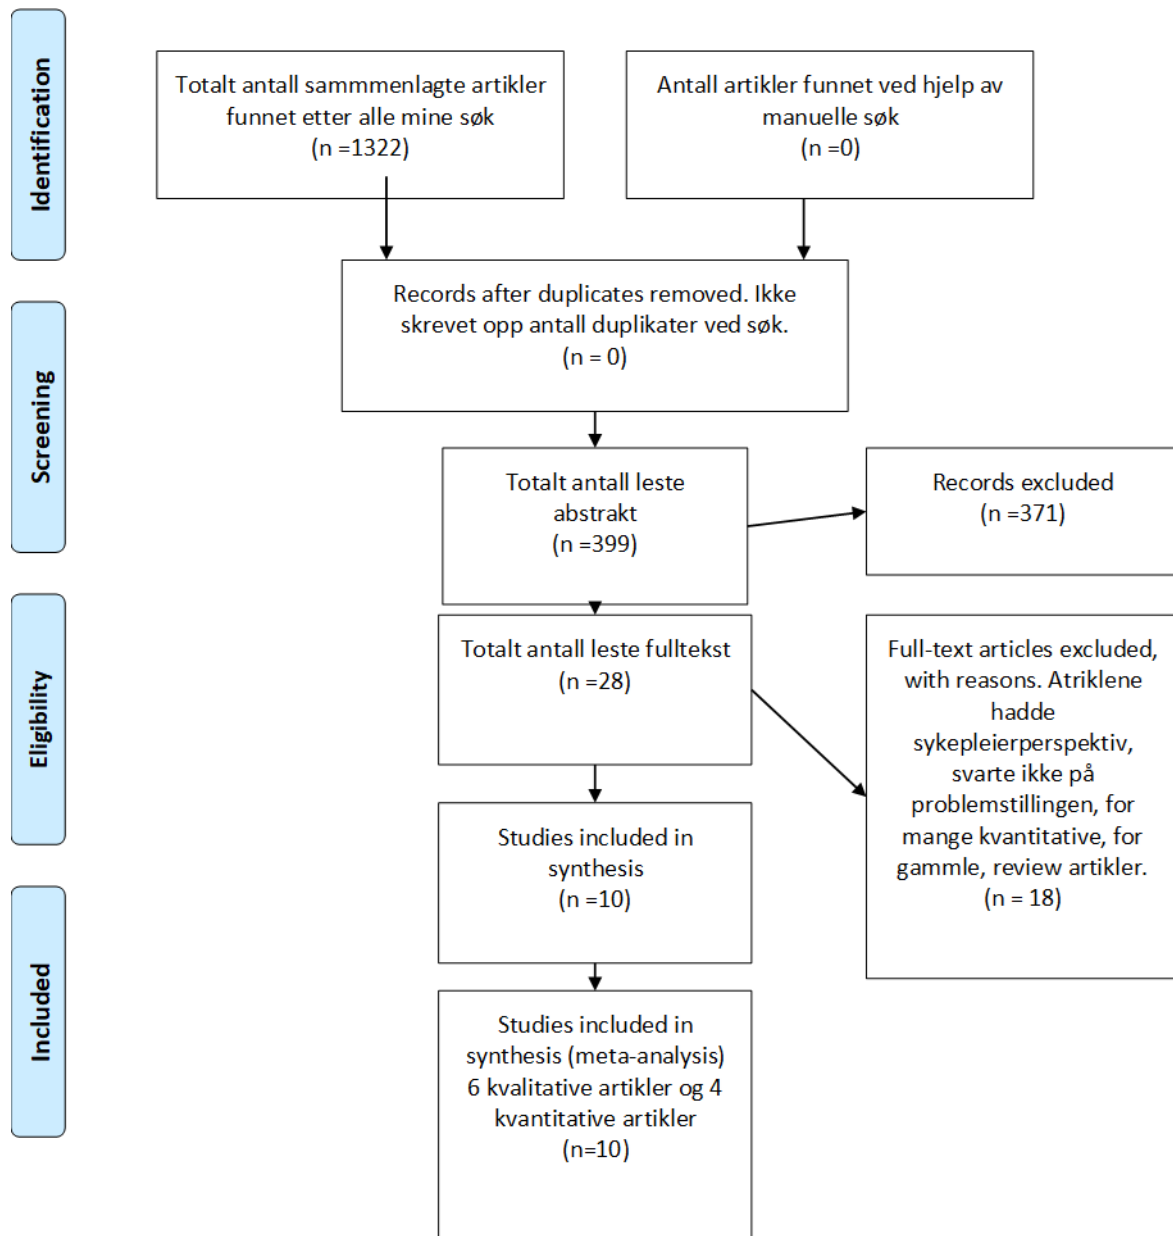 Identification
Totalt antall sammmenlagte artikler
funnet etter alle mine søk
(n =1322)
Antall artikler funnet ved hjelp av
manuelle søk
(n =0)
Records after duplicates removed. Ikke
skrevet opp antall duplikater ved søk.
(n = 0)
Screening
Totalt antall leste
abstrakt
(n =399)
Records excluded
(n =371)
Eligibility
Totalt antall leste fulltekst
(n =28)
Full-text articles excluded,
with reasons. Atriklene
hadde
sykepleierperspektiv,
svarte ikke på
problemstillingen, for
mange kvantitative, for
gammle, review artikler.
(n = 18)
Studies included in
synthesis
(n =10)
Included
Studies included in
synthesis (meta-analysis)
6 kvalitative artikler og 4
kvantitative artikler
(n=10)